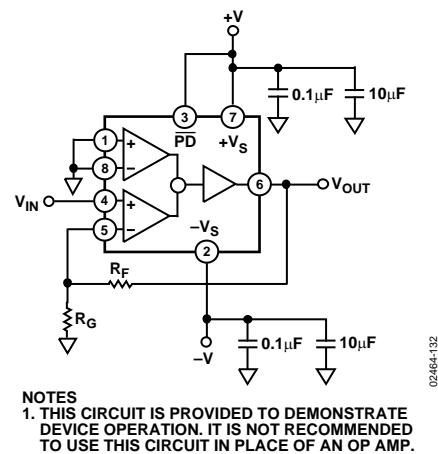 +V
0.1μF
10μF
3
7
P̅D̅
+VS
1
8
+
−
VIN
4
5
+
−
6
VOUT
−VS
2
RF
RG
0.1μF
10μF
−V
02464-132
NOTES
1. THIS CIRCUIT IS PROVIDED TO DEMONSTRATE
DEVICE OPERATION. IT IS NOT RECOMMENDED
TO USE THIS CIRCUIT IN PLACE OF AN OP AMP.